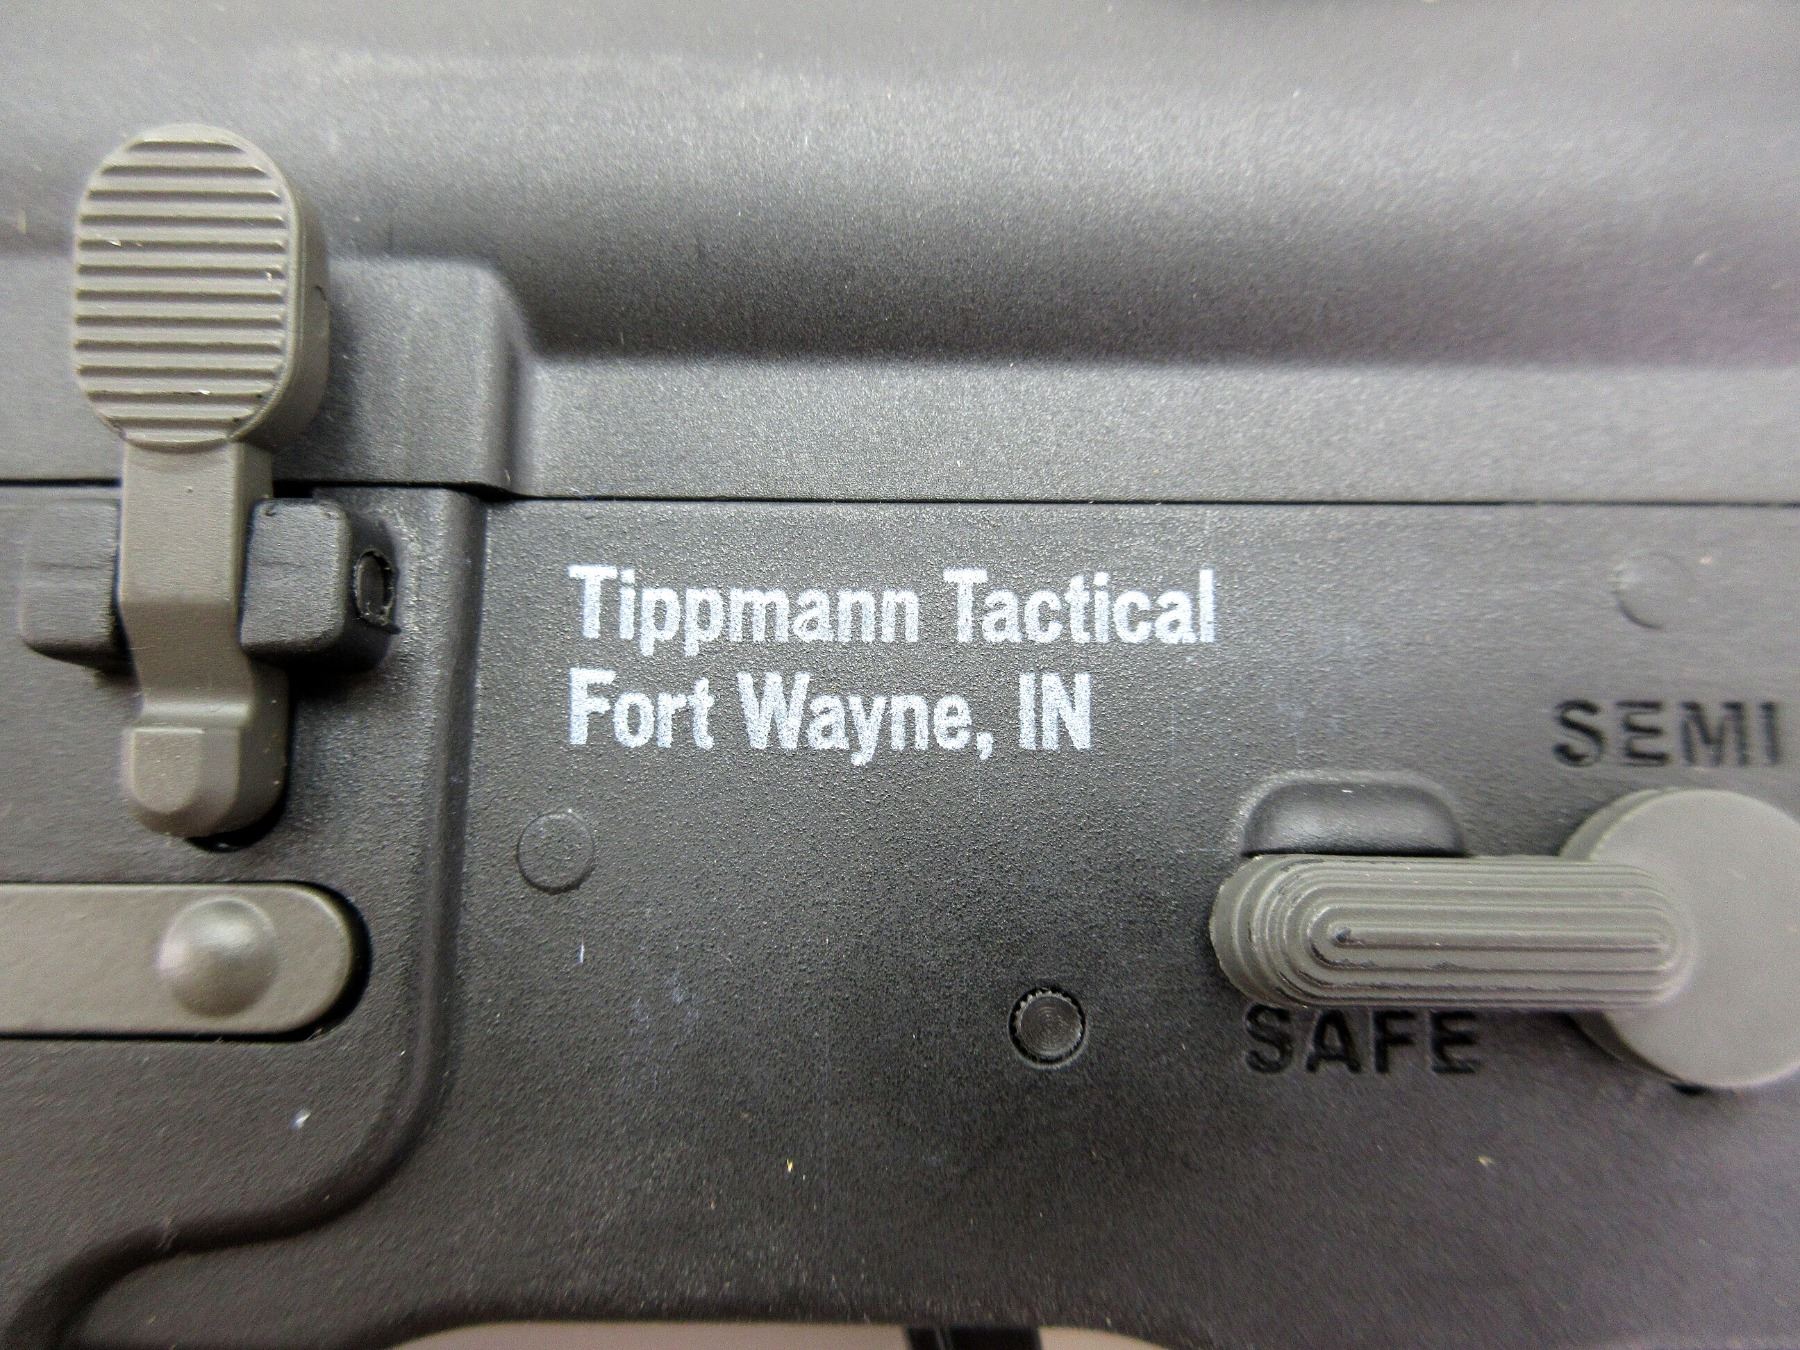 Tippmann Tactical
Fort Wayne, IN
SEMI
SAFE